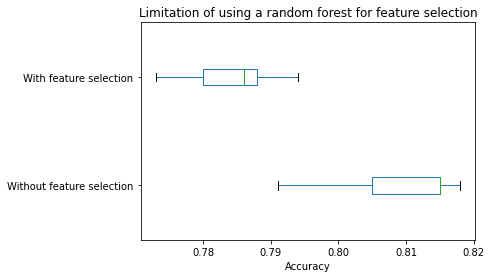 Limitation of using a random forest for feature selection
With feature selection
Without feature selection
0.78 0.79 0.80 0.81 0.82
Accuracy